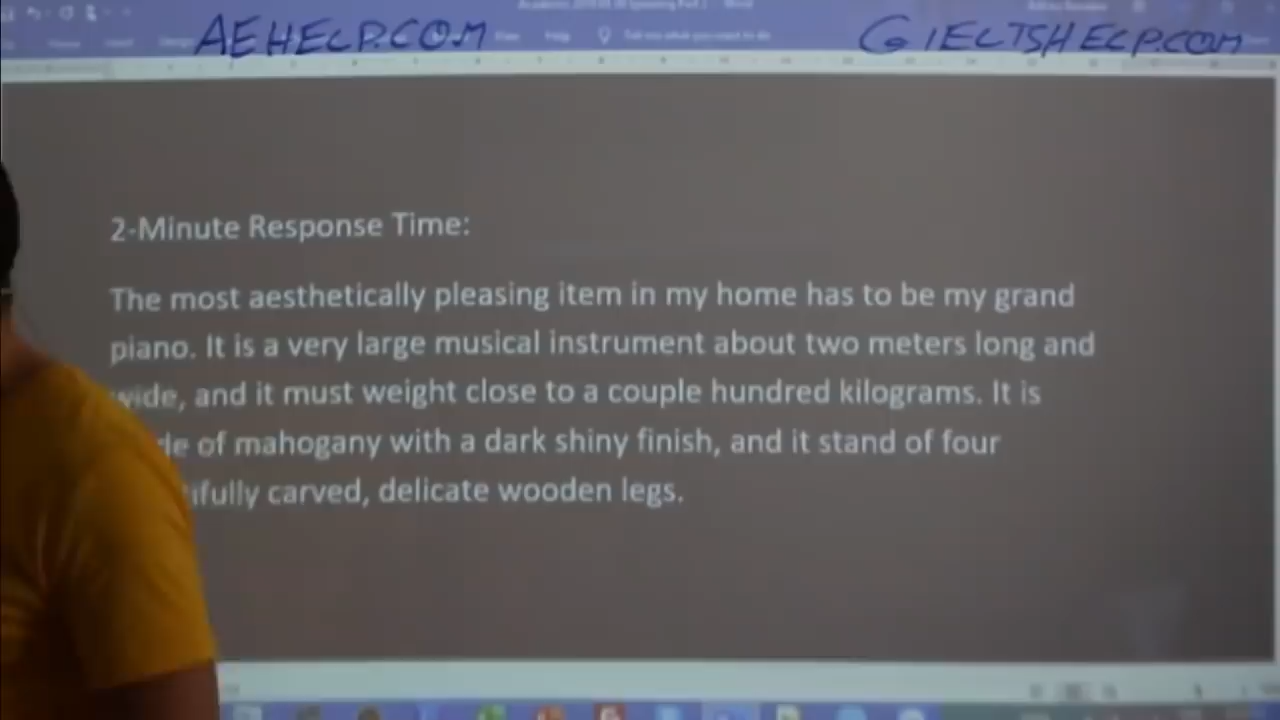 AEHELP.COM
GIELTSHELP.COM
2-Minute Response Time:
The most aesthetically pleasing item in my home has to be my grand
piano. It is a very large musical instrument about two meters long and
wide, and it must weight close to a couple hundred kilograms. It is
of mahogany with a dark shiny finish, and it stand of four
carved, delicate wooden legs.